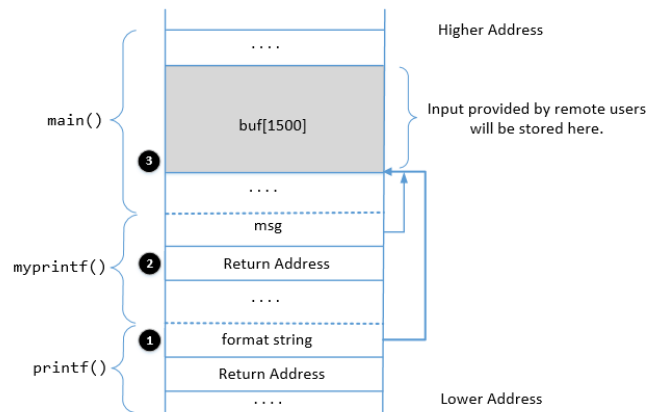 Higher Address
....
main()
buf[1500]
Input provided by remote users
will be stored here.
3
....
msg
myprintf()
2
Return Address
....
1
format string
printf()
Return Address
....
Lower Address